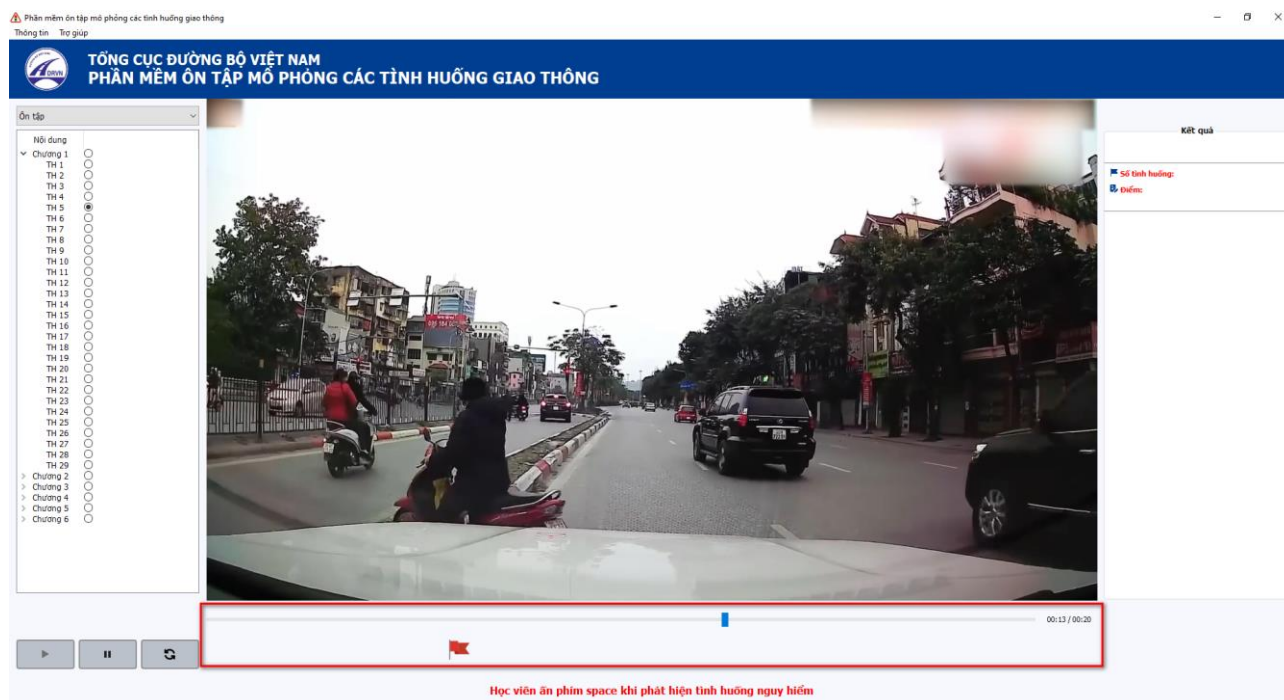 Phần mềm ôn tập mô phỏng các tình huống giao thông
Thông tin Trợ giúp
TỔNG CỤC ĐƯỜNG BỘ VIỆT NAM
PHẦN MỀM ÔN TẬP MÔ PHỎNG CÁC TÌNH HUỐNG GIAO THÔNG
DRVN
Ôn tập
Nội dung
Chương 1
TH 1
TH 2
TH 3
TH 4
TH 5
TH 6
TH 7
TH 8
TH 9
TH 10
TH 11
TH 12
TH 13
TH 14
TH 15
TH 16
TH 17
TH 18
TH 19
TH 20
TH 21
TH 22
TH 23
TH 24
TH 25
TH 26
TH 27
TH 28
TH 29
Chương 2
Chương 3
Chương 4
Chương 5
Chương 6
Kết quả
Số tình huống:
Điểm:
00:13 / 00:20
Học viên ấn phím space khi phát hiện tình huống nguy hiểm